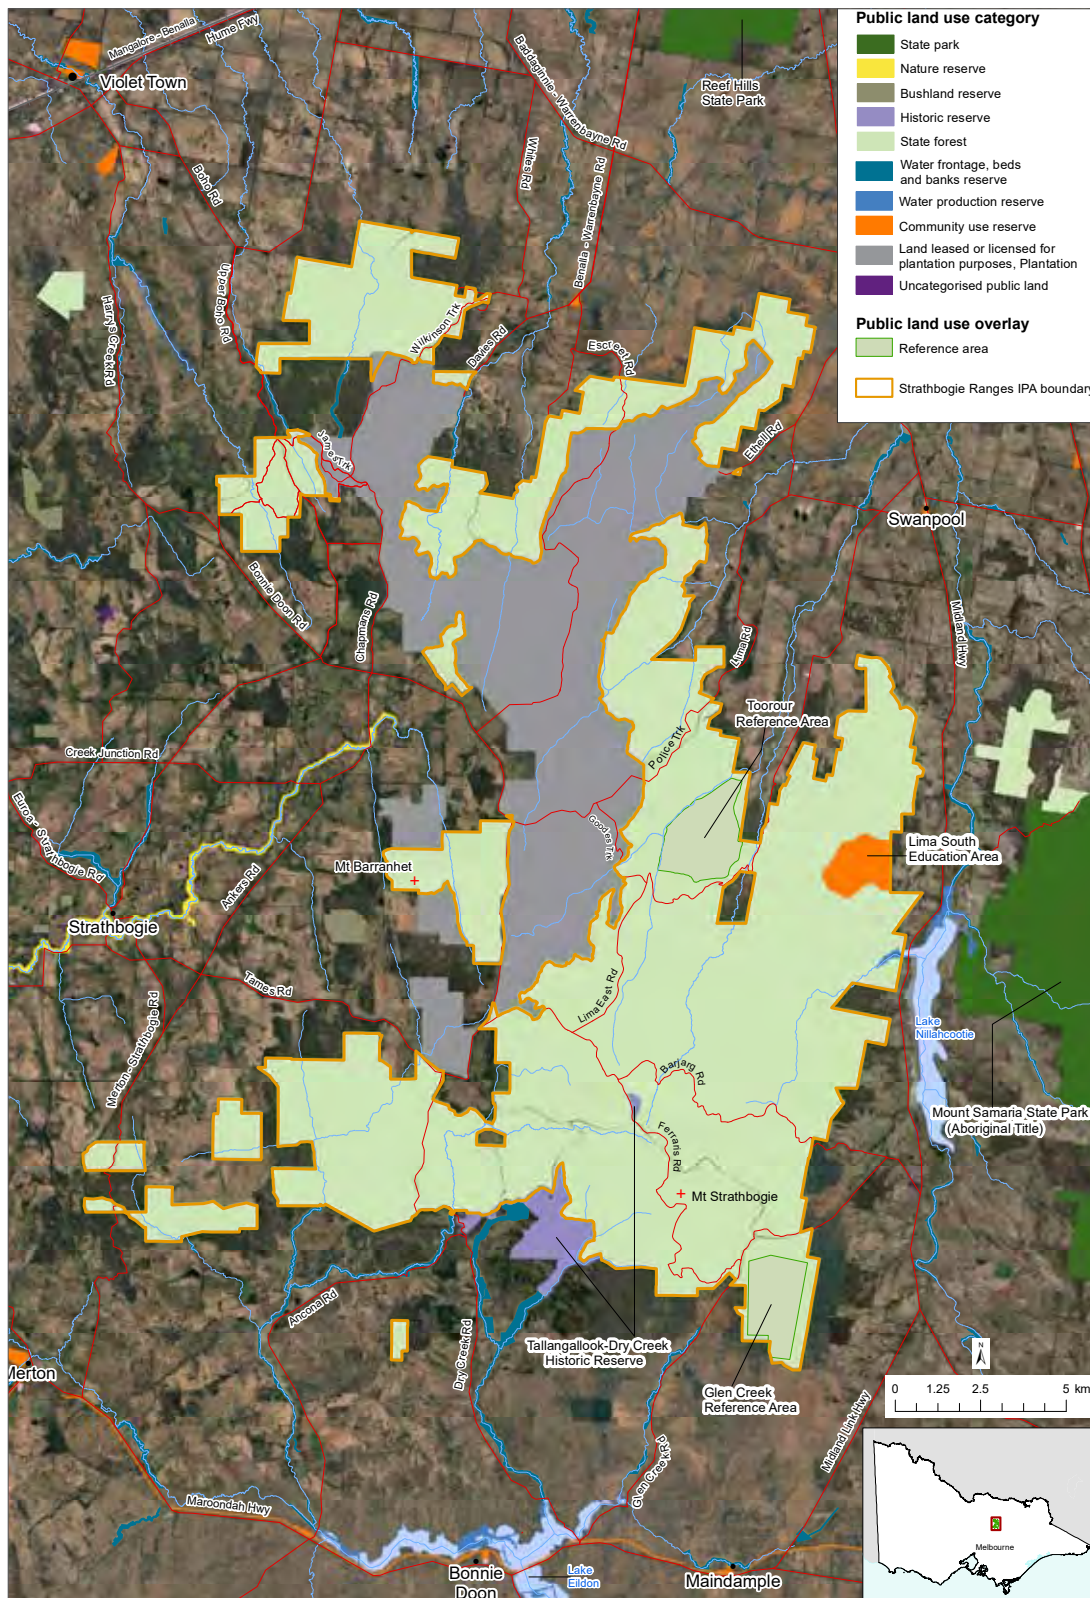 Public land use category
State park
Nature reserve
Bushland reserve
Historic reserve
State forest
Water frontage, beds
and banks reserve
Water production reserve
Community use reserve
Land leased or licensed for
plantation purposes, Plantation
Uncategorised public land
Public land use overlay
Reference area
Strathbogie Ranges IPA boundary
Mangalore - Benalla
Hume Fwy
Violet Town
Baddaginnie - Warrenbayne Rd
Reef Hills
State Park
Whites Rd
Benalla - Warrenbayne Rd
Boho Rd
Upper Boho Rd
Harrys Creek Rd
Wilkinson Trk
Davies Rd
Escreet Rd
Ethell Rd
James Trk
Swanpool
Bonnie Doon Rd
Chapmans Rd
Midland Hwy
Lima Rd
Toorour
Reference Area
Police Trk
Creek Junction Rd
Euroa - Strathbogie Rd
Goodes Trk
Lima South
Education Area
Mt Barranhet
Ankers Rd
Strathbogie
Tames Rd
Lima East Rd
Lake
Nillahcootie
Merton - Strathbogie Rd
Barjarg Rd
Mount Samaria State Park
(Aboriginal Title)
Ferraris Rd
Mt Strathbogie
Ancona Rd
Dry Creek Rd
Tallangallook-Dry Creek
Historic Reserve
Merton
Glen Creek
Reference Area
N
0 1.25 2.5 5 km
Midland Link Hwy
Glen Creek Rd
Maroondah Hwy
Bonnie
Doon
Lake
Eildon
Maindample
Melbourne